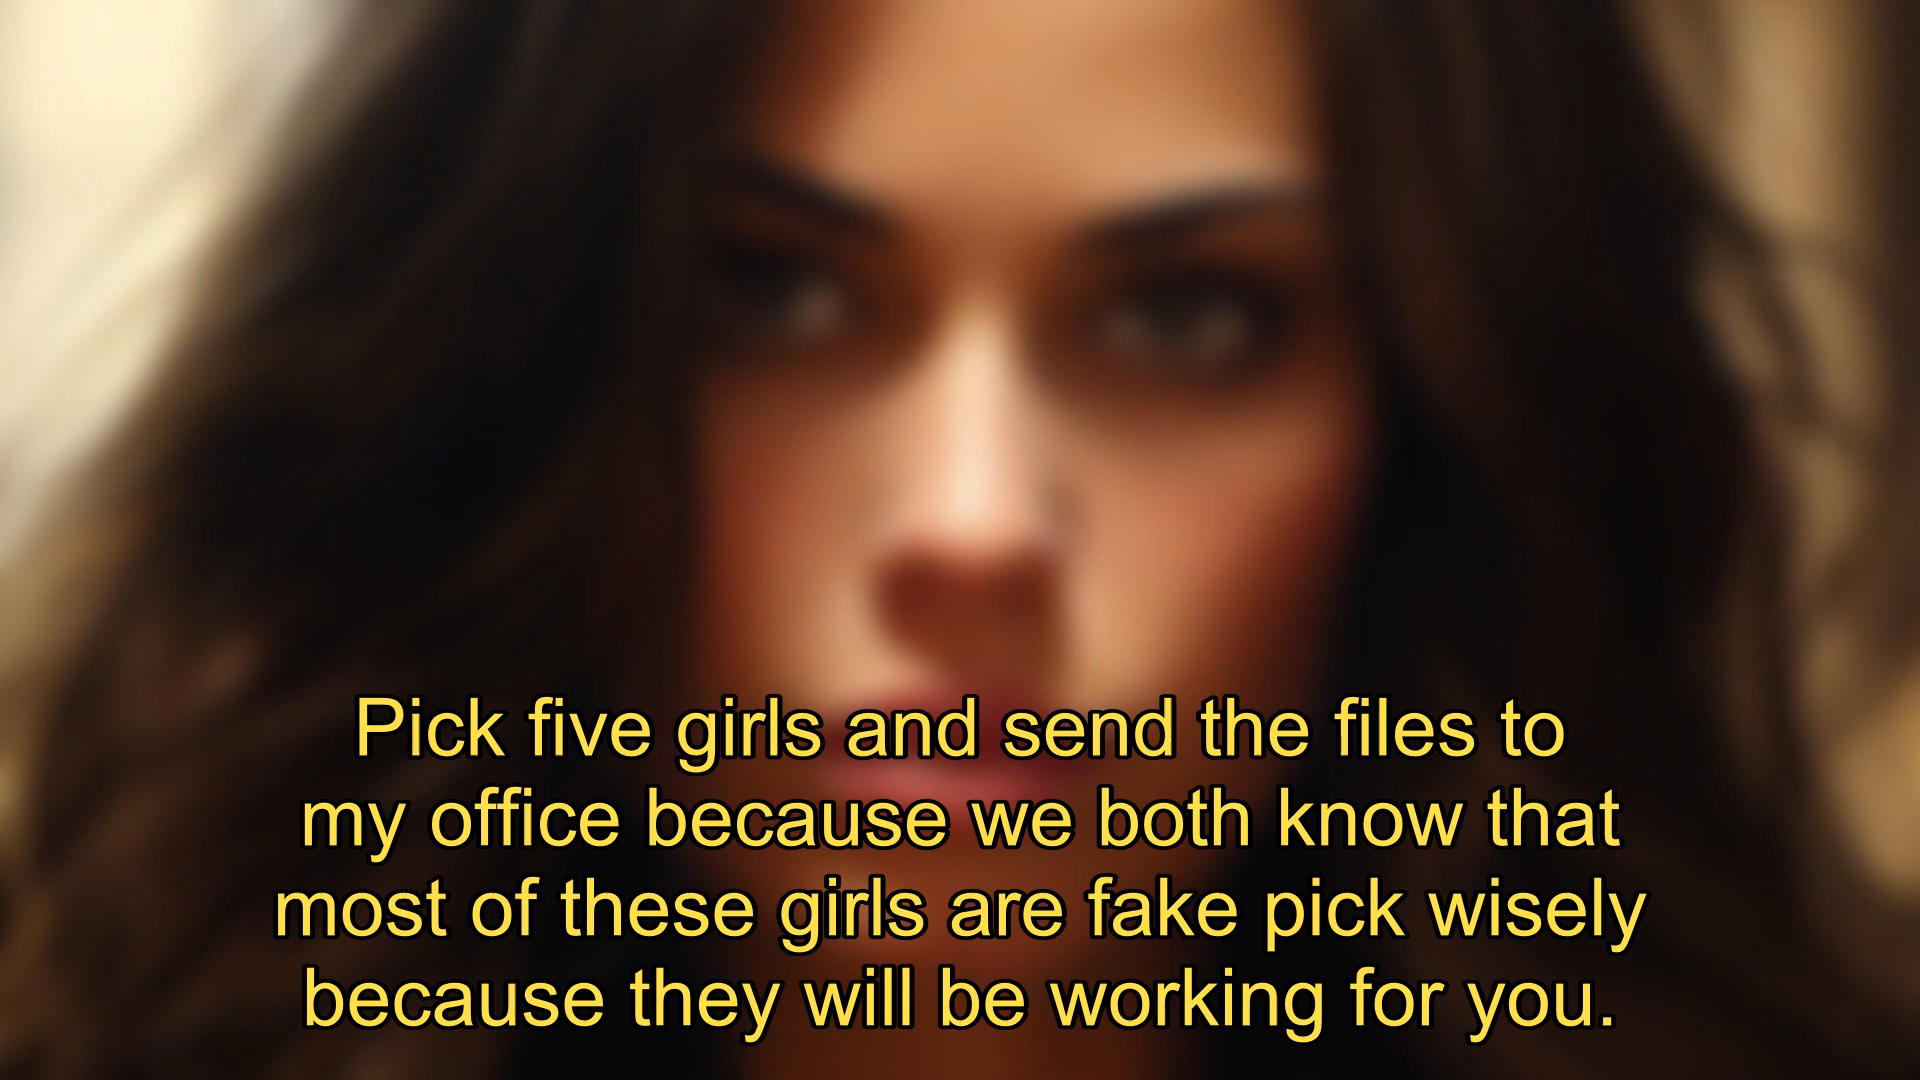 Pick five girls and send the files to
my office because we both know that
most of these girls are fake pick wisely
because they will be working for you.